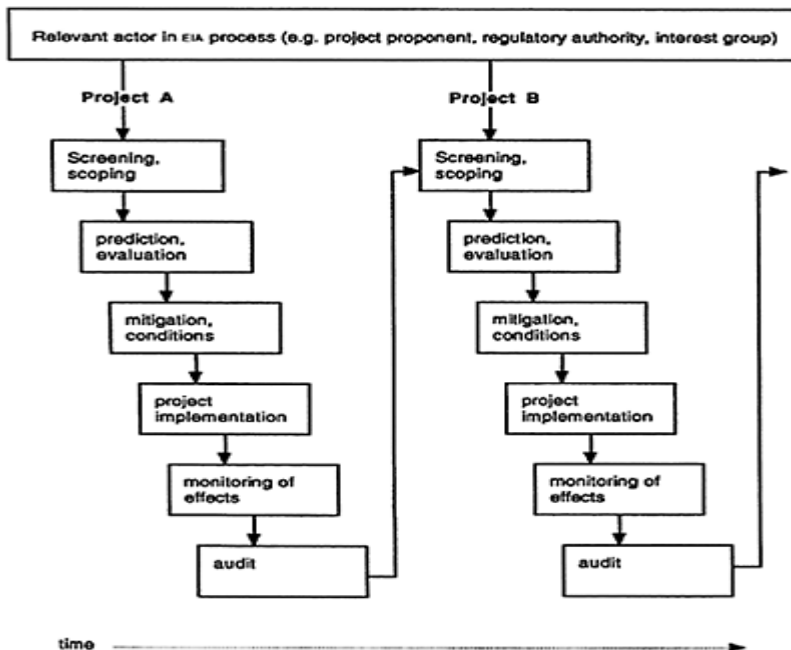 Relevant actor in EIA process (e.g. project proponent, regulatory authority, interest group)
Project A
Project B
Screening,
scoping
prediction,
evaluation
mitigation,
conditions
project
implementation
monitoring of
effects
audit
Screening,
scoping
prediction,
evaluation
mitigation,
conditions
project
implementation
monitoring of
effects
audit
time